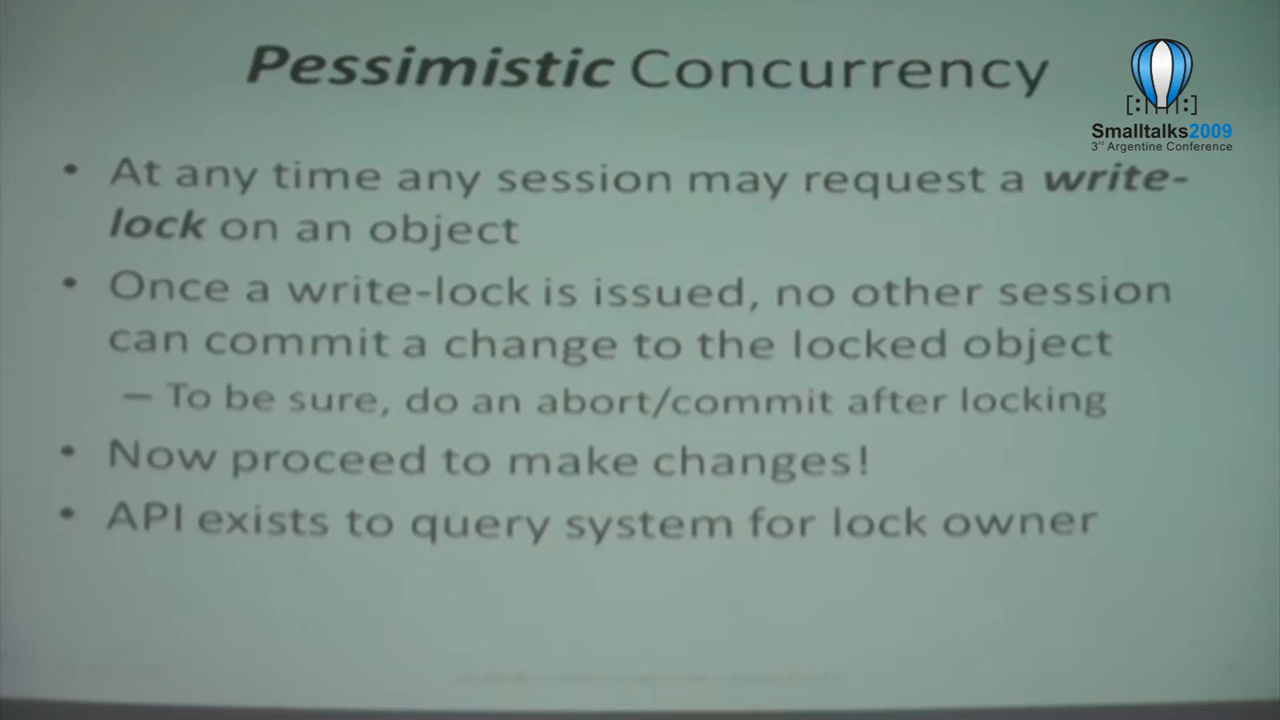 Pessimistic Concurrency
[:||||:]
Smalltalks2009
3rd Argentine Conference
• At any time any session may request a write-
lock on an object
• Once a write-lock is issued, no other session
can commit a change to the locked object
– To be sure, do an abort/commit after locking
• Now proceed to make changes!
• API exists to query system for lock owner